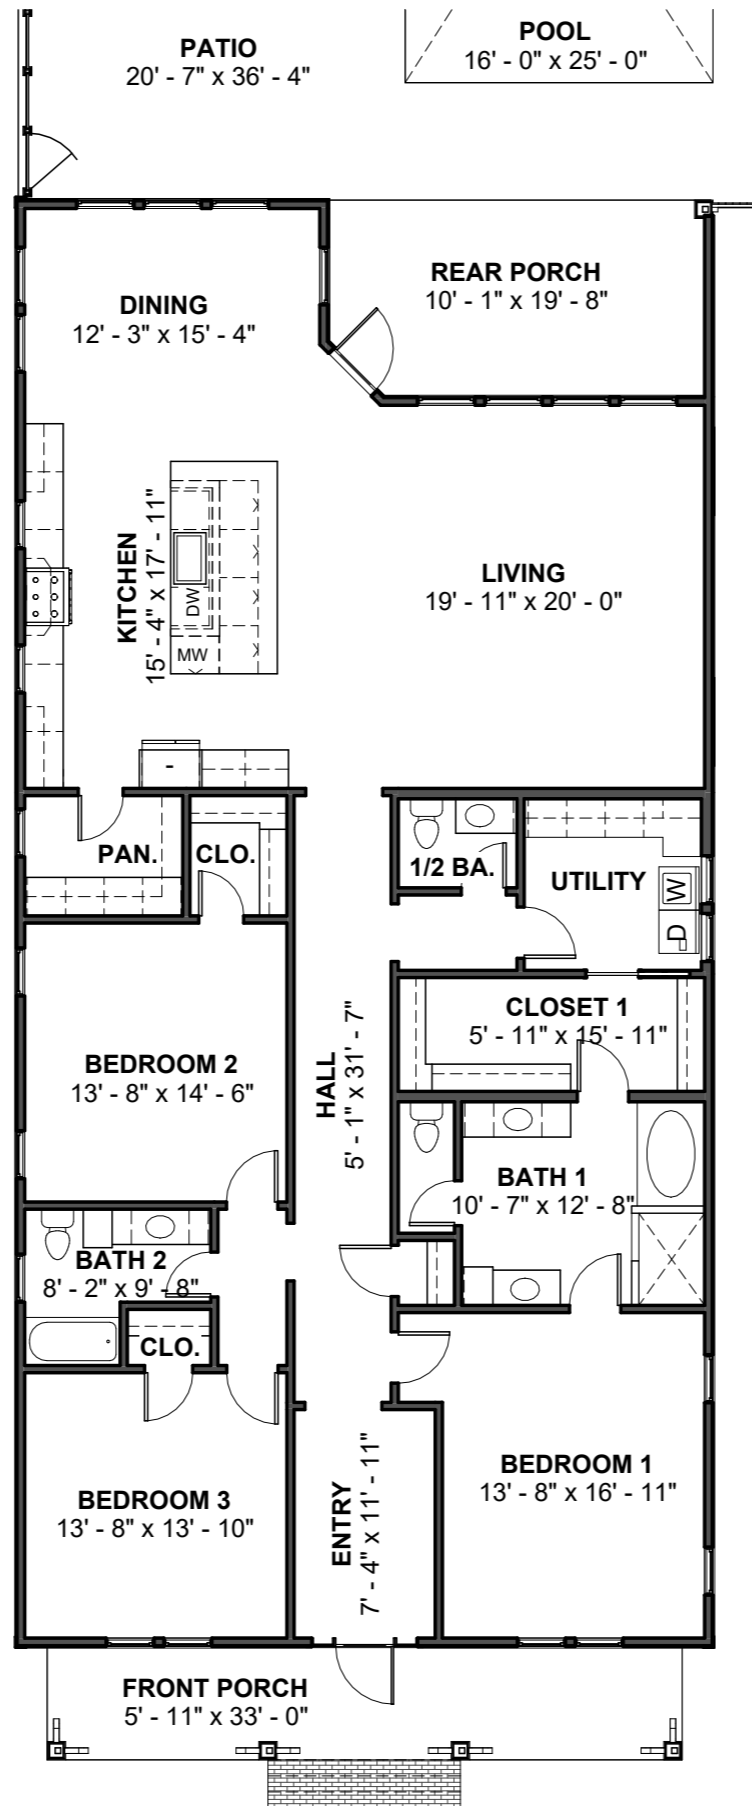 PATIO
20' - 7" x 36' - 4"
POOL
16' - 0" x 25' - 0"
REAR PORCH
10' - 1" x 19' - 8"
DINING
12' - 3" x 15' - 4"
KITCHEN
15' - 4" x 17' - 11"
DW
MW
LIVING
19' - 11" x 20' - 0"
PAN.
CLO.
1/2 BA.
UTILITY
W
D
CLOSET 1
5' - 11" x 15' - 11"
BEDROOM 2
13' - 8" x 14' - 6"
HALL
5' - 1" x 31' - 7"
BATH 1
10' - 7" x 12' - 8"
BATH 2
8' - 2" x 9' - 8"
CLO.
BEDROOM 1
13' - 8" x 16' - 11"
BEDROOM 3
13' - 8" x 13' - 10"
ENTRY
7' - 4" x 11' - 11"
FRONT PORCH
5' - 11" x 33' - 0"